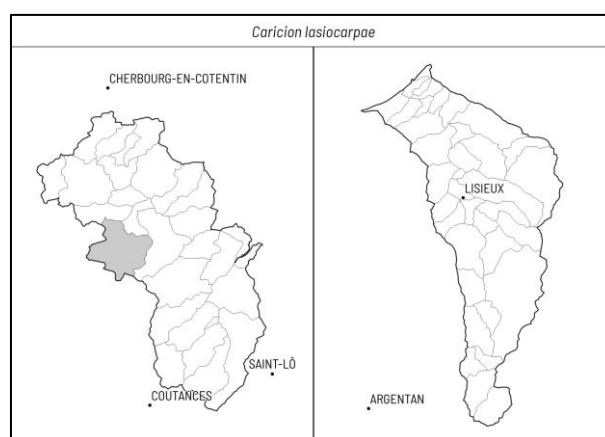 Caricion lasiocarpae
CHERBOURG-EN-COTENTIN
LISIEUX
SAINT-LÔ
COUTANCES
ARGENTAN